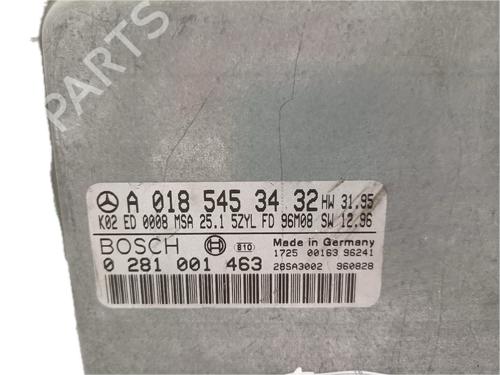 PARTS
A 018 545 34 32 HW 31.95
K02 ED 0008 MSA 25.1 5ZYL FD 96M08 SW 12.96
BOSCH 810 Made in Germany
1725 00163 96241
0 281 001 463 28SA3002 960828